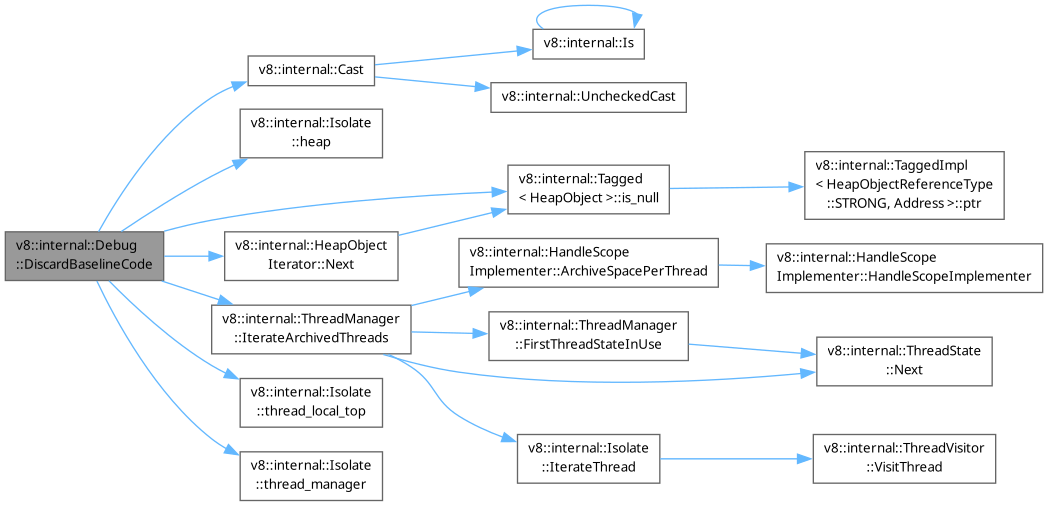 v8::internal::Debug
::DiscardBaselineCode
v8::internal::Cast
v8::internal::Is
v8::internal::UncheckedCast
v8::internal::Isolate
::heap
v8::internal::Tagged
< HeapObject >::is_null
v8::internal::TaggedImpl
< HeapObjectReferenceType
::STRONG, Address >::ptr
v8::internal::HeapObject
Iterator::Next
v8::internal::ThreadManager
::IterateArchivedThreads
v8::internal::HandleScope
Implementer::ArchiveSpacePerThread
v8::internal::HandleScope
Implementer::HandleScopeImplementer
v8::internal::ThreadManager
::FirstThreadStateInUse
v8::internal::ThreadState
::Next
v8::internal::Isolate
::IterateThread
v8::internal::ThreadVisitor
::VisitThread
v8::internal::Isolate
::thread_local_top
v8::internal::Isolate
::thread_manager